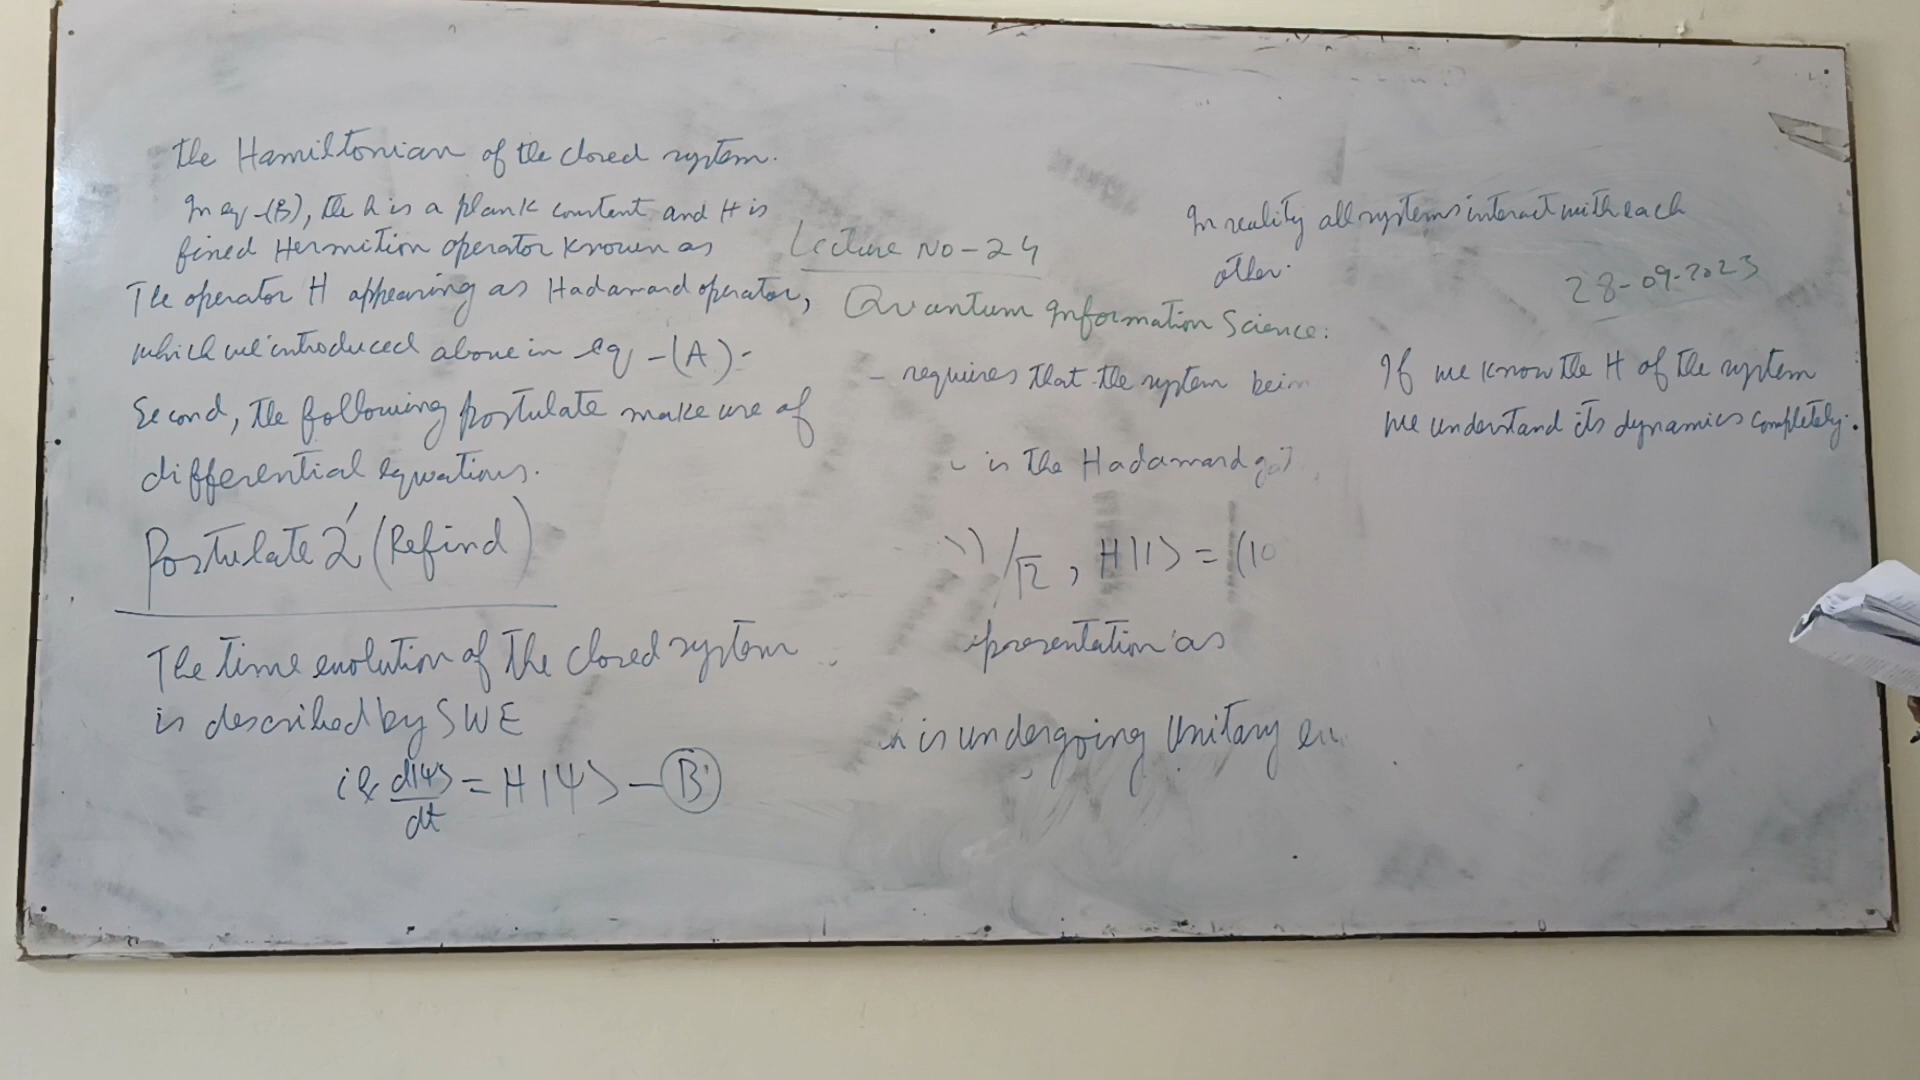 the Hamiltonian of the closed system.
In eq-(B), the ℏ is a plank constant and H is
fined Hermition operator known as
The operator H appearing as Hadamard operator,
which we introduced above in eq-(A)-
Second, the following postulate make use of
differential equations.
Postulate 2' (Refind)
The time evolution of the closed system
is described by SWE
iℏ d|ψ>/dt = H|ψ> — (B)
Lecture No-24
Quantum Information Science:
- requires that the system bein
is the Hadamard ga
>)/√2, H|1> = (|0
presentation as
is undergoing Unitary
In reality all systems interact with each
other.
28-09-2023
If we know the H of the system
we understand its dynamics completely.